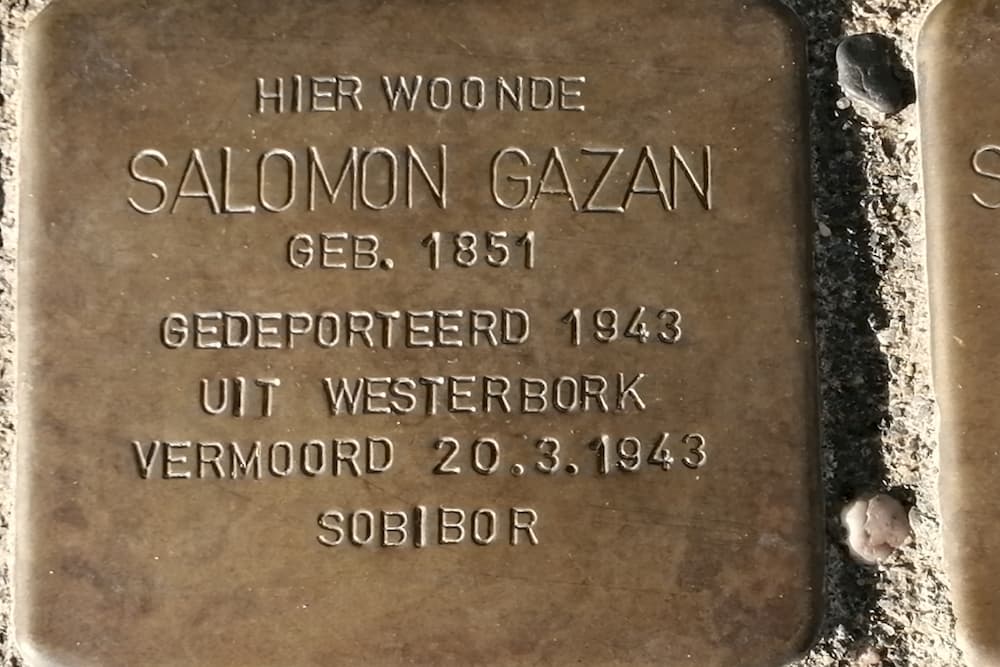 HIER WOONDE
SALOMON GAZAN
GEB. 1851
GEDEPORTEERD 1943
UIT WESTERBORK
VERMOORD 20.3.1943
SOBIBOR
S